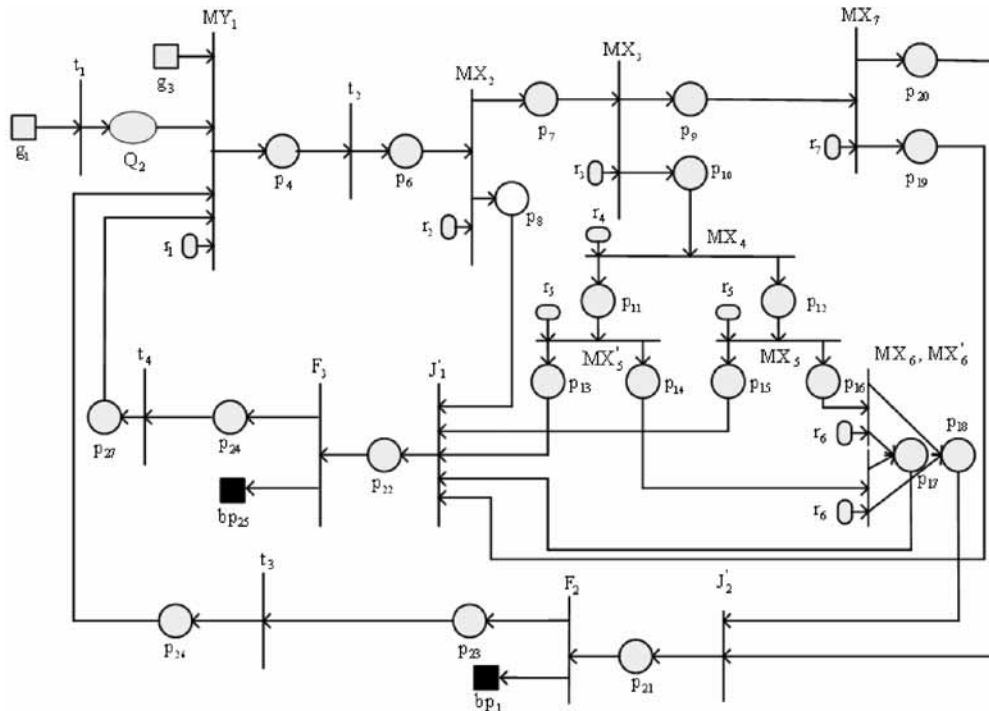 MY₁
MX₇
t₁
g₃
MX₃
MX₂
t₂
p₂₀
g₁
Q₂
p₄
p₆
p₇
p₉
r₃
p₁₀
r₇
p₁₉
r₁
r₂
p₈
r₄
MX₄
p₁₁
p₁₂
r₅
r₅
t₄
F₃
J'₁
MX'₅
MX₅
MX₆, MX'₆
p₁₃
p₁₄
p₁₅
p₁₆
p₁₈
r₆
p₂₇
p₂₄
p₂₂
p₁₇
bp₂₅
r₆
t₃
F₂
J'₂
p₂₃
p₂₁
bp₁